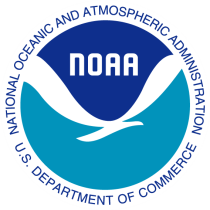 NATIONAL OCEANIC AND ATMOSPHERIC ADMINISTRATION
NOAA
U.S. DEPARTMENT OF COMMERCE